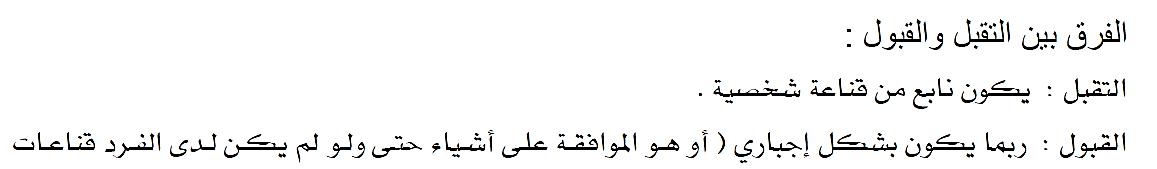 الفرق بين التقبل والقبول :
التقبل : يكون نابع من قناعة شخصية .
القبول : ربما يكون بشكل إجباري ( أو هو الموافقة على أشياء حتى ولو لم يكن لدى الفرد قناعات